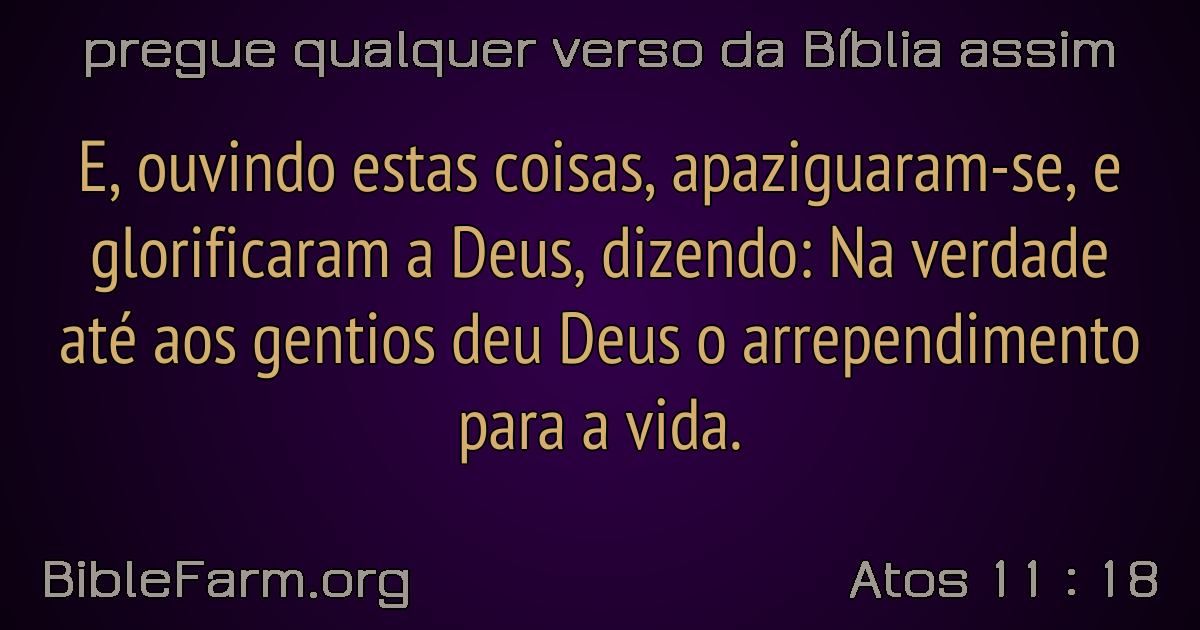 pregue qualquer verso da Bíblia assim
E, ouvindo estas coisas, apaziguaram-se, e
glorificaram a Deus, dizendo: Na verdade
até aos gentios deu Deus o arrependimento
para a vida.
BibleFarm.org
Atos 11 : 18